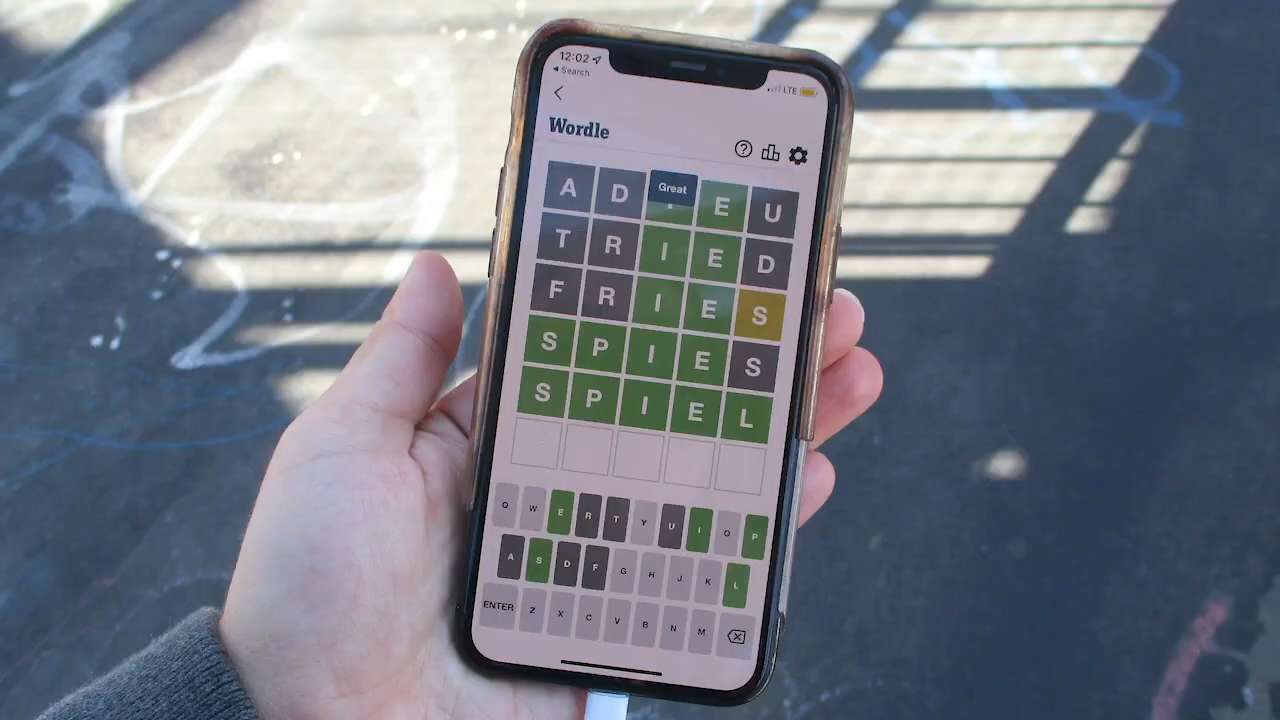 12:02
LTE
Search
Wordle
A D Great E U
T R I E D
F R I E S
S P I E S
S P I E L
Q W E R T Y U I O P
A S D F G H J K L
ENTER Z X C V B N M